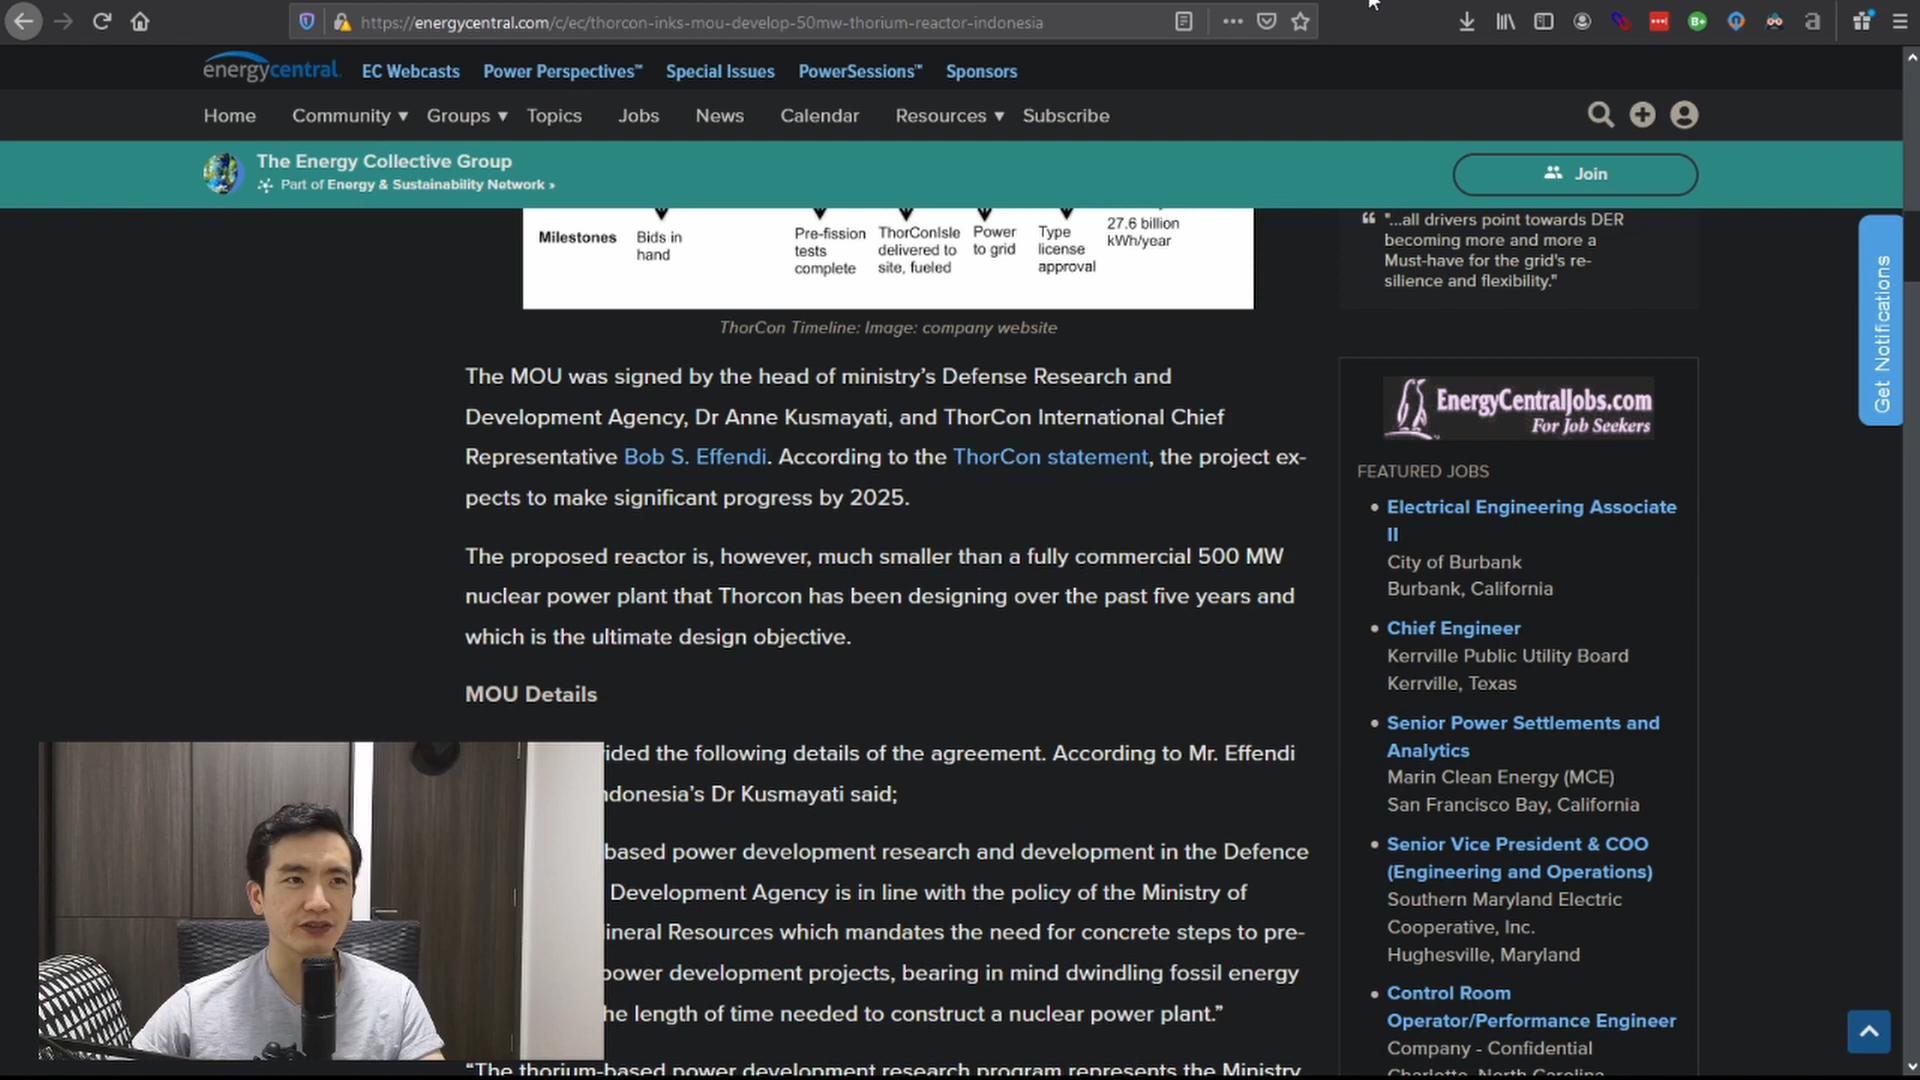 https://energycentral.com/c/ec/thorcon-inks-mou-develop-50mw-thorium-reactor-indonesia
energycentral
EC Webcasts
Power Perspectives™
Special Issues
PowerSessions™
Sponsors
Home
Community ▾
Groups ▾
Topics
Jobs
News
Calendar
Resources ▾
Subscribe
The Energy Collective Group
Part of Energy & Sustainability Network »
Join
Milestones
Bids in
hand
Pre-fission
tests
complete
ThorConIsle
delivered to
site, fueled
Power
to grid
Type
license
approval
27.6 billion
kWh/year
ThorCon Timeline: Image: company website
The MOU was signed by the head of ministry’s Defense Research and
Development Agency, Dr Anne Kusmayati, and ThorCon International Chief
Representative Bob S. Effendi. According to the ThorCon statement, the project ex-
pects to make significant progress by 2025.
The proposed reactor is, however, much smaller than a fully commercial 500 MW
nuclear power plant that Thorcon has been designing over the past five years and
which is the ultimate design objective.
MOU Details
ided the following details of the agreement. According to Mr. Effendi
ndonesia’s Dr Kusmayati said;
based power development research and development in the Defence
Development Agency is in line with the policy of the Ministry of
ineral Resources which mandates the need for concrete steps to pre-
power development projects, bearing in mind dwindling fossil energy
he length of time needed to construct a nuclear power plant.”
“The thorium-based power development research program represents the Ministry
"...all drivers point towards DER
becoming more and more a
Must-have for the grid's re-
silience and flexibility."
EnergyCentralJobs.com
For Job Seekers
FEATURED JOBS
Electrical Engineering Associate
II
City of Burbank
Burbank, California
Chief Engineer
Kerrville Public Utility Board
Kerrville, Texas
Senior Power Settlements and
Analytics
Marin Clean Energy (MCE)
San Francisco Bay, California
Senior Vice President & COO
(Engineering and Operations)
Southern Maryland Electric
Cooperative, Inc.
Hughesville, Maryland
Control Room
Operator/Performance Engineer
Company - Confidential
Charlotte, North Carolina
Get Notifications